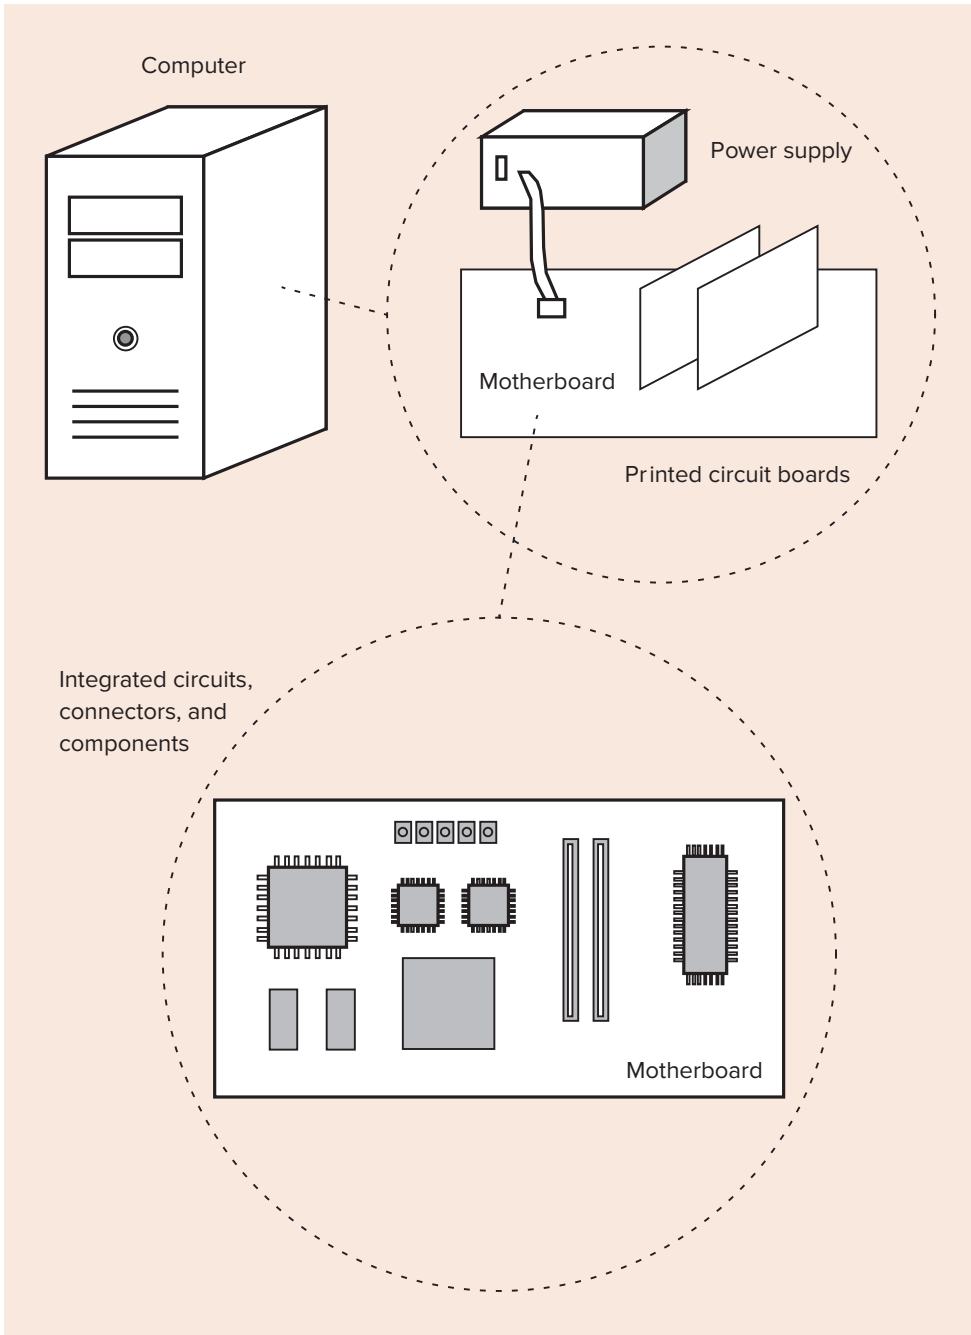 Computer
Power supply
Motherboard
Printed circuit boards
Integrated circuits,
connectors, and
components
Motherboard